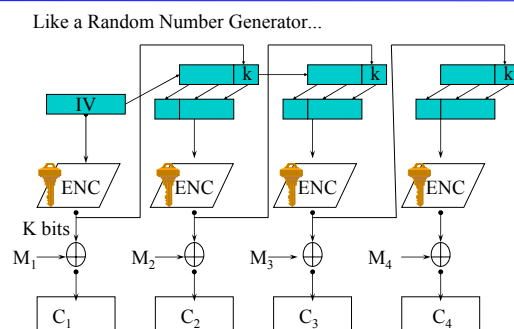 Like a Random Number Generator...
k k k
IV
ENC ENC ENC ENC
K bits
M₁ M₂ M₃ M₄
C₁ C₂ C₃ C₄